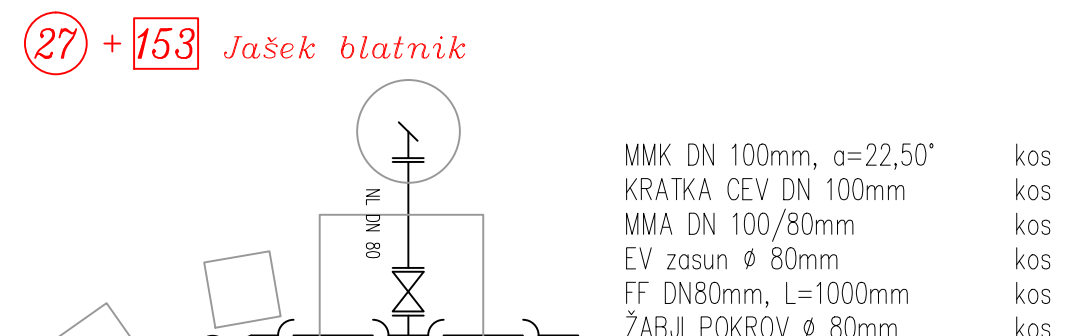 27 + 153 Jašek blatnik
NL DN 80
MMK DN 100mm, a=22,50° kos
KRATKA CEV DN 100mm kos
MMA DN 100/80mm kos
EV zasun ø 80mm kos
FF DN80mm, L=1000mm kos
ŽABJI POKROV ø 80mm kos